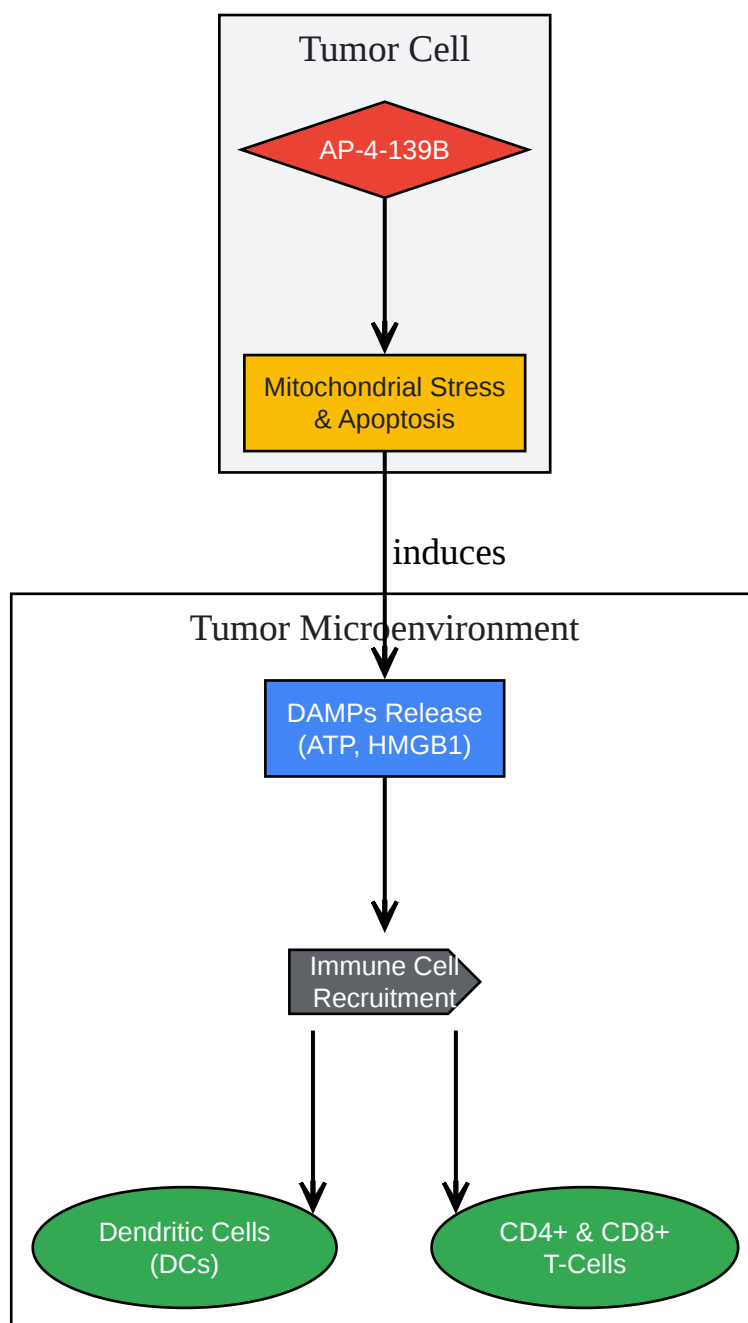 Tumor Cell
AP-4-139B
Mitochondrial Stress
& Apoptosis
induces
Tumor Microenvironment
DAMPs Release
(ATP, HMGB1)
Immune Cell
Recruitment
Dendritic Cells
(DCs)
CD4+ & CD8+
T-Cells